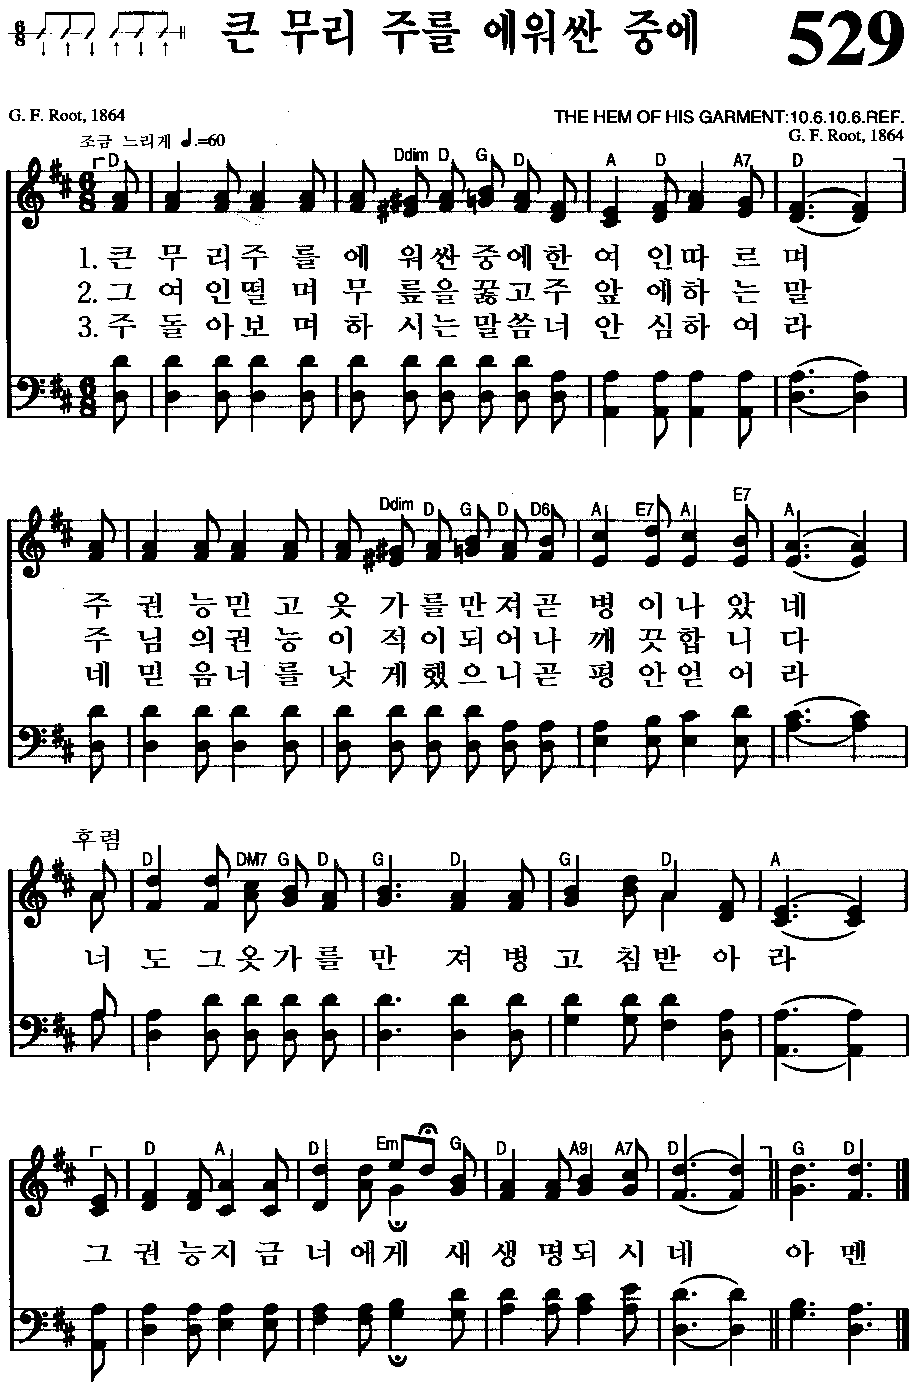 6/8 큰 무리 주를 에워싼 중에 529
G. F. Root, 1864 THE HEM OF HIS GARMENT:10.6.10.6.REF.
조금 느리게 ♩.=60 G. F. Root, 1864
D Ddim D G D A D A7 D
1. 큰 무 리 주 를 에 워 싼 중 에 한 여 인 따 르 며
2. 그 여 인 떨 며 무 릎 을 꿇 고 주 앞 에 하 는 말
3. 주 돌 아 보 며 하 시 는 말 씀 너 안 심 하 여 라
Ddim D G D D6 A E7 A E7 A
주 권 능 믿 고 옷 가 를 만 져 곧 병 이 나 았 네
주 님 의 권 능 이 적 이 되 어 나 깨 끗 합 니 다
네 믿 음 너 를 낫 게 했 으 니 곧 평 안 얻 어 라
후렴
D DM7 G D G D G D A
너 도 그 옷 가 를 만 져 병 고 침 받 아 라
D A D Em G D A9 A7 D G D
그 권 능 지 금 너 에 게 새 생 명 되 시 네 아 멘